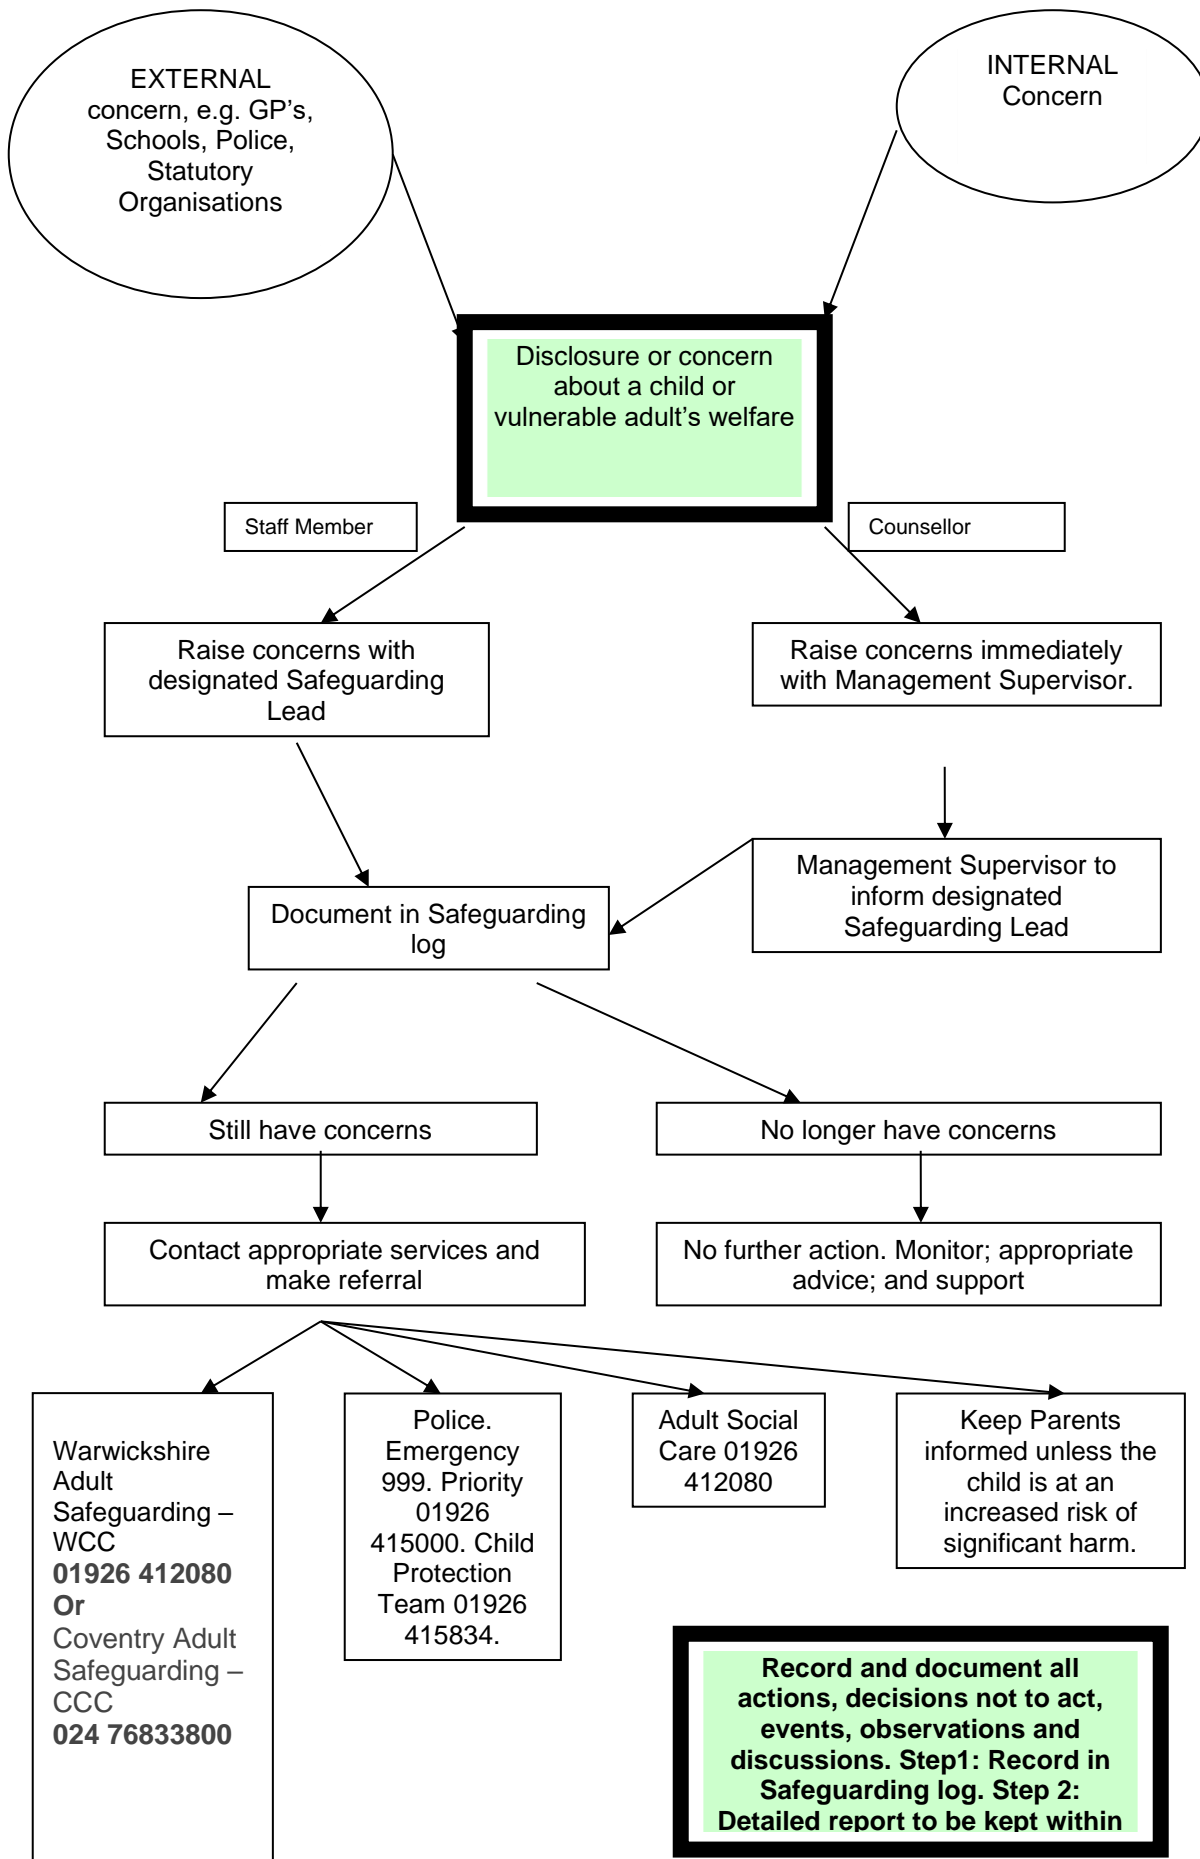 EXTERNAL
concern, e.g. GP’s,
Schools, Police,
Statutory
Organisations
INTERNAL
Concern
Disclosure or concern
about a child or
vulnerable adult’s welfare
Staff Member
Counsellor
Raise concerns with
designated Safeguarding
Lead
Raise concerns immediately
with Management Supervisor.
Management Supervisor to
inform designated
Safeguarding Lead
Document in Safeguarding
log
Still have concerns
No longer have concerns
Contact appropriate services and
make referral
No further action. Monitor; appropriate
advice; and support
Warwickshire
Adult
Safeguarding –
WCC
01926 412080
Or
Coventry Adult
Safeguarding –
CCC
024 76833800
Police.
Emergency
999. Priority
01926
415000. Child
Protection
Team 01926
415834.
Adult Social
Care 01926
412080
Keep Parents
informed unless the
child is at an
increased risk of
significant harm.
Record and document all
actions, decisions not to act,
events, observations and
discussions. Step1: Record in
Safeguarding log. Step 2:
Detailed report to be kept within